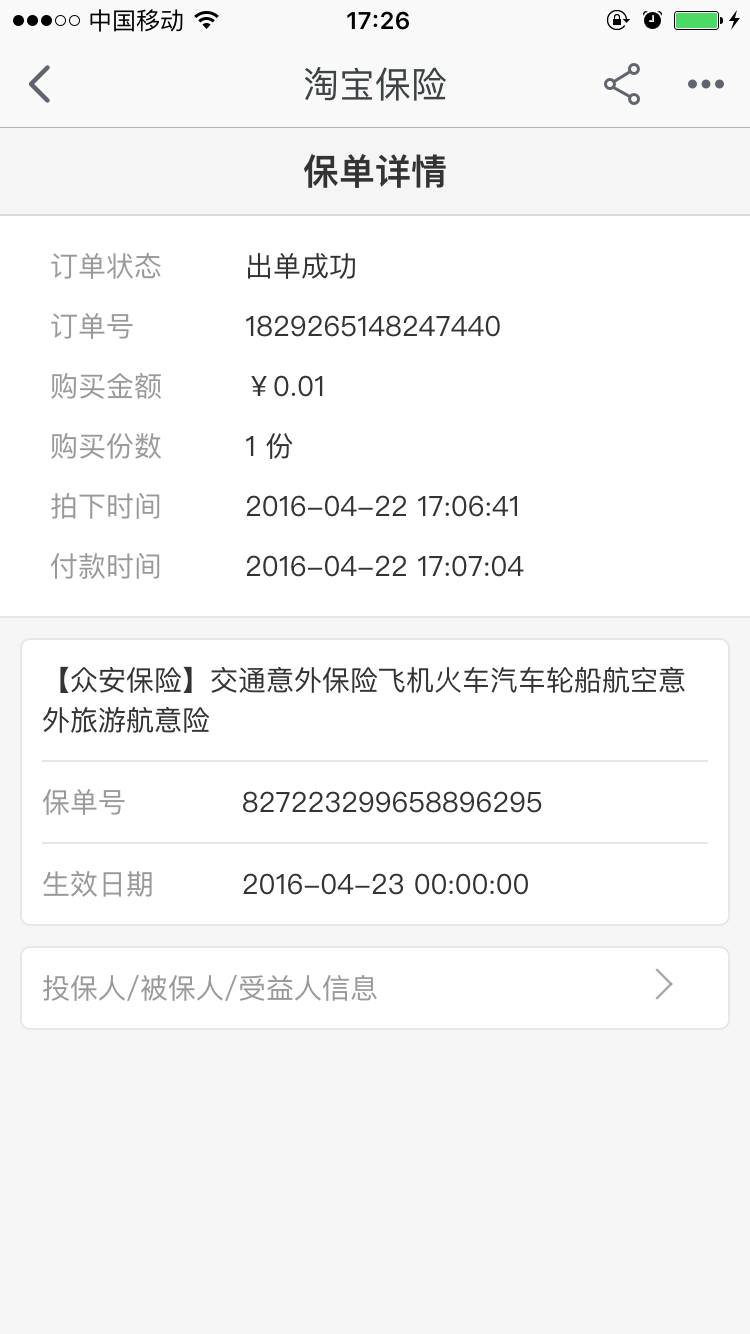 中国移动 17:26
淘宝保险
保单详情
订单状态 出单成功
订单号 1829265148247440
购买金额 ￥0.01
购买份数 1 份
拍下时间 2016-04-22 17:06:41
付款时间 2016-04-22 17:07:04
【众安保险】交通意外保险飞机火车汽车轮船航空意
外旅游航意险
保单号 827223299658896295
生效日期 2016-04-23 00:00:00
投保人/被保人/受益人信息